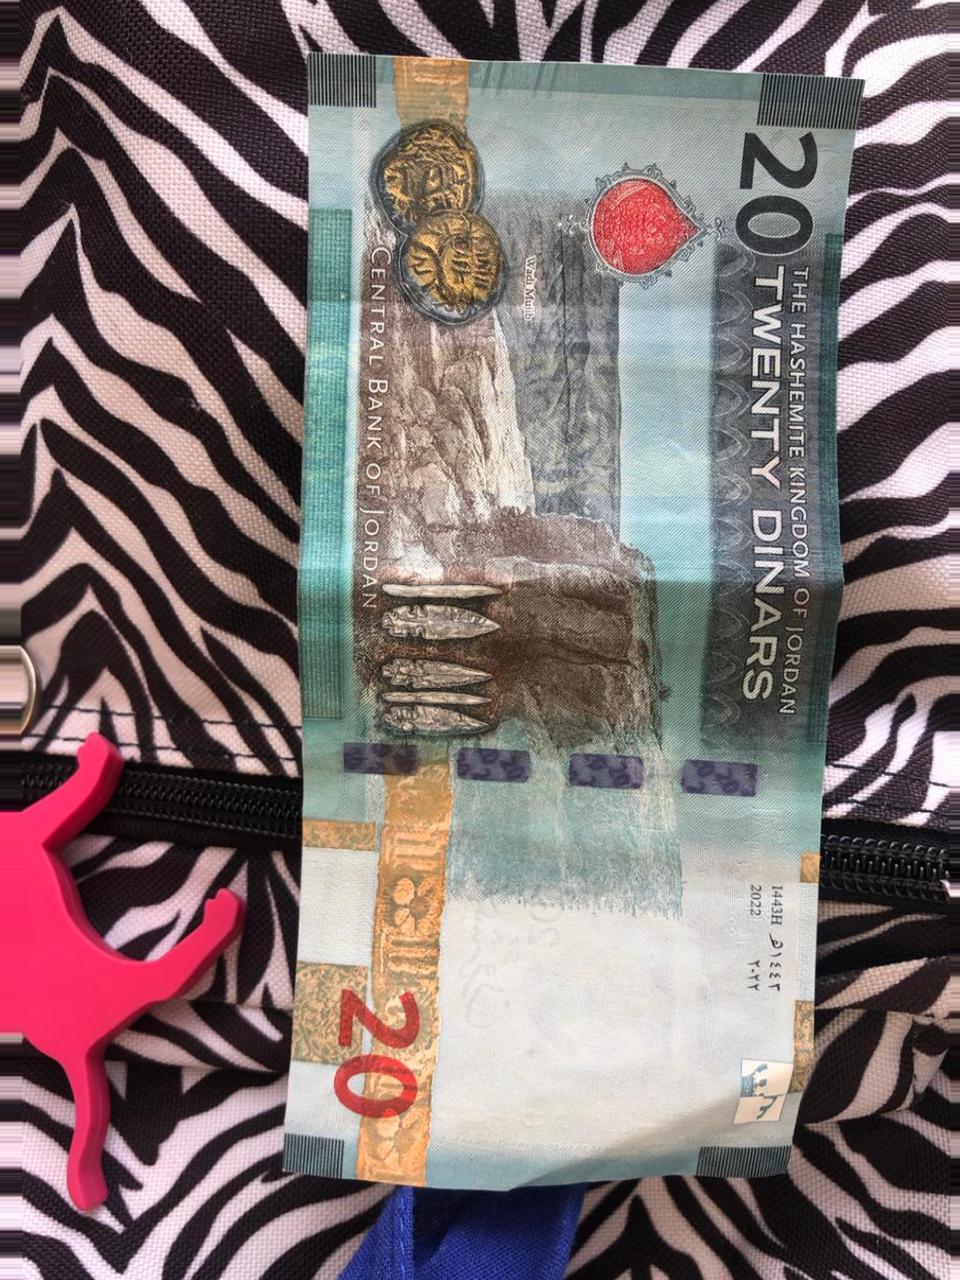 THE HASHEMITE KINGDOM OF JORDAN
20 TWENTY DINARS
1443H ١٤٤٣هـ
2022 ٢٠٢٢
CENTRAL BANK OF JORDAN
20